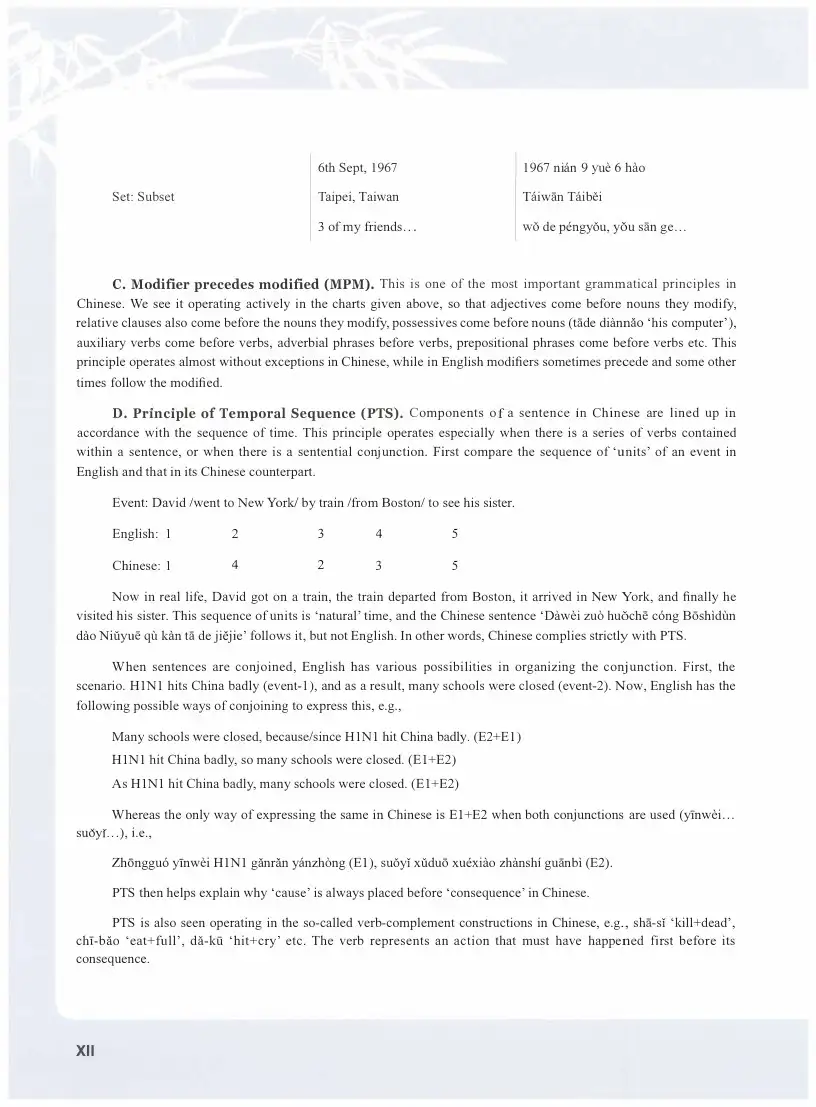 6th Sept, 1967 1967 nián 9 yuè 6 hào
Set: Subset Taipei, Taiwan Táiwān Táiběi
3 of my friends… wǒ de péngyǒu, yǒu sān ge…
C. Modifier precedes modified (MPM). This is one of the most important grammatical principles in
Chinese. We see it operating actively in the charts given above, so that adjectives come before nouns they modify,
relative clauses also come before the nouns they modify, possessives come before nouns (tāde diànnǎo ‘his computer’),
auxiliary verbs come before verbs, adverbial phrases before verbs, prepositional phrases come before verbs etc. This
principle operates almost without exceptions in Chinese, while in English modifiers sometimes precede and some other
times follow the modified.
D. Principle of Temporal Sequence (PTS). Components of a sentence in Chinese are lined up in
accordance with the sequence of time. This principle operates especially when there is a series of verbs contained
within a sentence, or when there is a sentential conjunction. First compare the sequence of ‘units’ of an event in
English and that in its Chinese counterpart.
Event: David /went to New York/ by train /from Boston/ to see his sister.
English: 1 2 3 4 5
Chinese: 1 4 2 3 5
Now in real life, David got on a train, the train departed from Boston, it arrived in New York, and finally he
visited his sister. This sequence of units is ‘natural’ time, and the Chinese sentence ‘Dàwèi zuò huǒchē cóng Bōshìdùn
dào Niǔyuē qù kàn tā de jiějie’ follows it, but not English. In other words, Chinese complies strictly with PTS.
When sentences are conjoined, English has various possibilities in organizing the conjunction. First, the
scenario. H1N1 hits China badly (event-1), and as a result, many schools were closed (event-2). Now, English has the
following possible ways of conjoining to express this, e.g.,
Many schools were closed, because/since H1N1 hit China badly. (E2+E1)
H1N1 hit China badly, so many schools were closed. (E1+E2)
As H1N1 hit China badly, many schools were closed. (E1+E2)
Whereas the only way of expressing the same in Chinese is E1+E2 when both conjunctions are used (yīnwèi…
suǒyǐ…), i.e.,
Zhōngguó yīnwèi H1N1 gǎnrǎn yánzhòng (E1), suǒyǐ xǔduō xuéxiào zhànshí guānbì (E2).
PTS then helps explain why ‘cause’ is always placed before ‘consequence’ in Chinese.
PTS is also seen operating in the so-called verb-complement constructions in Chinese, e.g., shā-sǐ ‘kill+dead’,
chī-bǎo ‘eat+full’, dǎ-kū ‘hit+cry’ etc. The verb represents an action that must have happened first before its
consequence.
XII